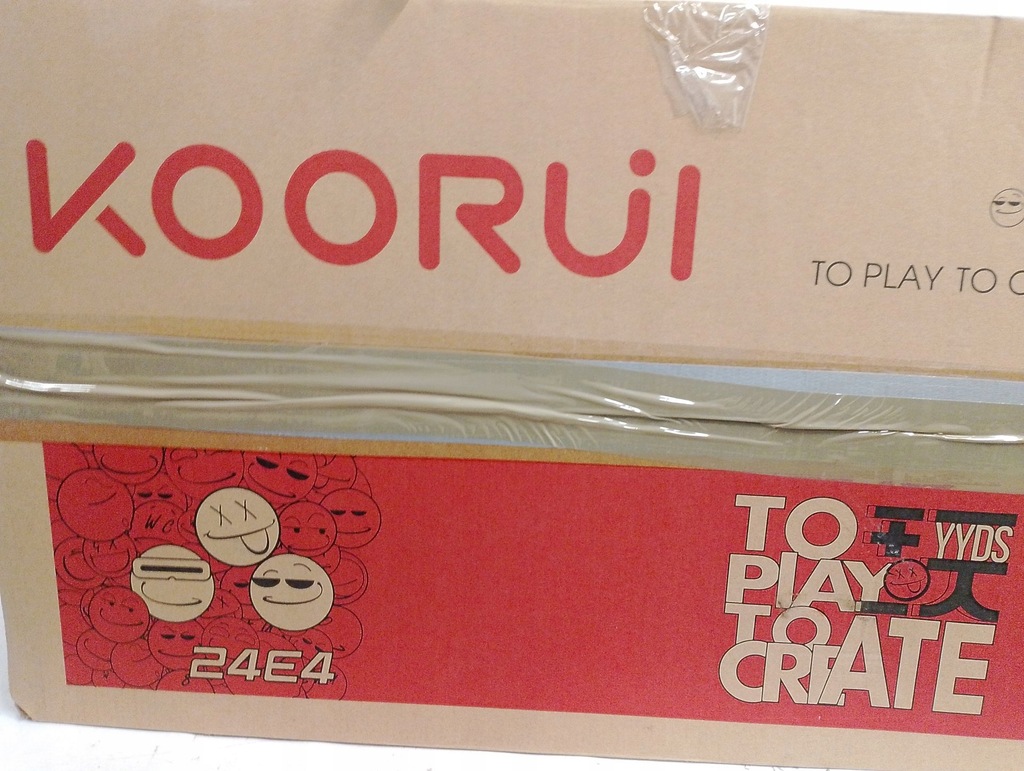 KOORUI
TO PLAY TO C
24E4
TO
YYDS
PLAY
TO
CREATE